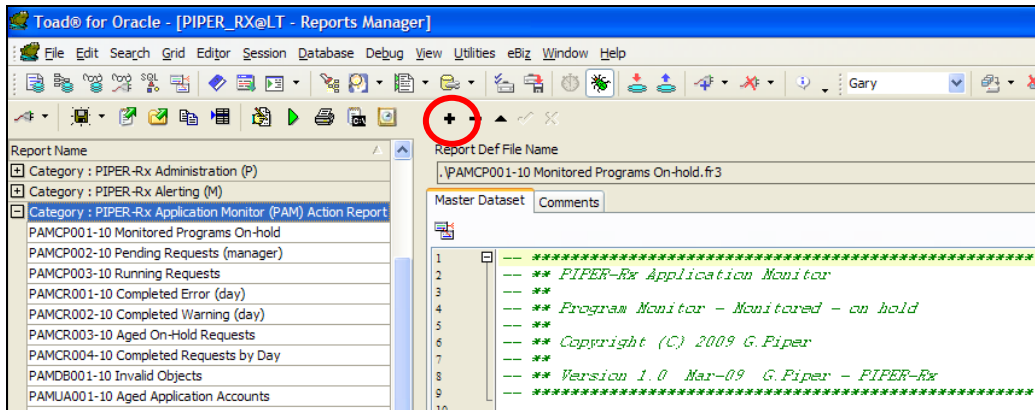 Toad® for Oracle - [PIPER_RX@LT - Reports Manager]
File Edit Search Grid Editor Session Database Debug View Utilities eBiz Window Help
SQL
Gary
Report Name
Report Def File Name
Category : PIPER-Rx Administration (P)
.\PAMCP001-10 Monitored Programs On-hold.fr3
Category : PIPER-Rx Alerting (M)
Master Dataset Comments
Category : PIPER-Rx Application Monitor (PAM) Action Report
PAMCP001-10 Monitored Programs On-hold
PAMCP002-10 Pending Requests (manager)
PAMCP003-10 Running Requests
PAMCR001-10 Completed Error (day)
PAMCR002-10 Completed Warning (day)
PAMCR003-10 Aged On-Hold Requests
PAMCR004-10 Completed Requests by Day
PAMDB001-10 Invalid Objects
PAMUA001-10 Aged Application Accounts
1 -- *****************************************************
2 -- ** PIPER-Rx Application Monitor
3 -- **
4 -- ** Program Monitor - Monitored - on hold
5 -- **
6 -- ** Copyright (C) 2009 G.Piper
7 -- **
8 -- ** Version 1.0 Mar-09 G.Piper - PIPER-Rx
9 -- *****************************************************
10